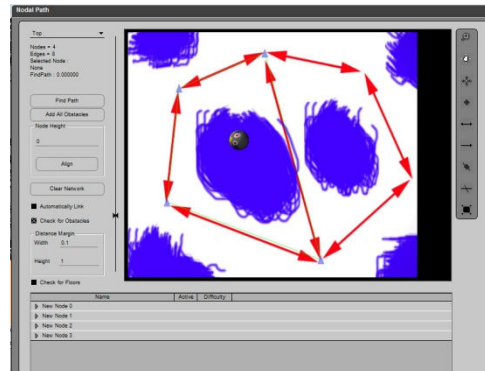 Nodal Path
Top
Nodes = 4
Edges = 8
Selected Node :
None
FindPath : 0.000000
Find Path
Add All Obstacles
Node Height
0
Align
Clear Network
Automatically Link
Check for Obstacles
Distance Margin
Width 0.1
Height 1
Check for Floors
Name Active Difficulty
New Node 0
New Node 1
New Node 2
New Node 3